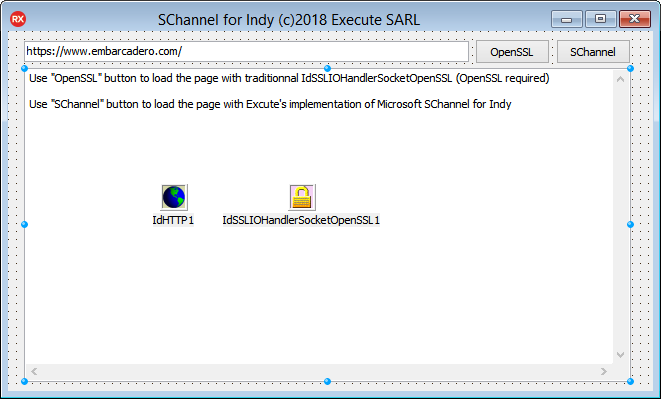 RX
SChannel for Indy (c)2018 Execute SARL
https://www.embarcadero.com/
OpenSSL
SChannel
Use "OpenSSL" button to load the page with traditionnal IdSSLIOHandlerSocketOpenSSL (OpenSSL required)
Use "SChannel" button to load the page with Excute's implementation of Microsoft SChannel for Indy
IdHTTP1
IdSSLIOHandlerSocketOpenSSL1